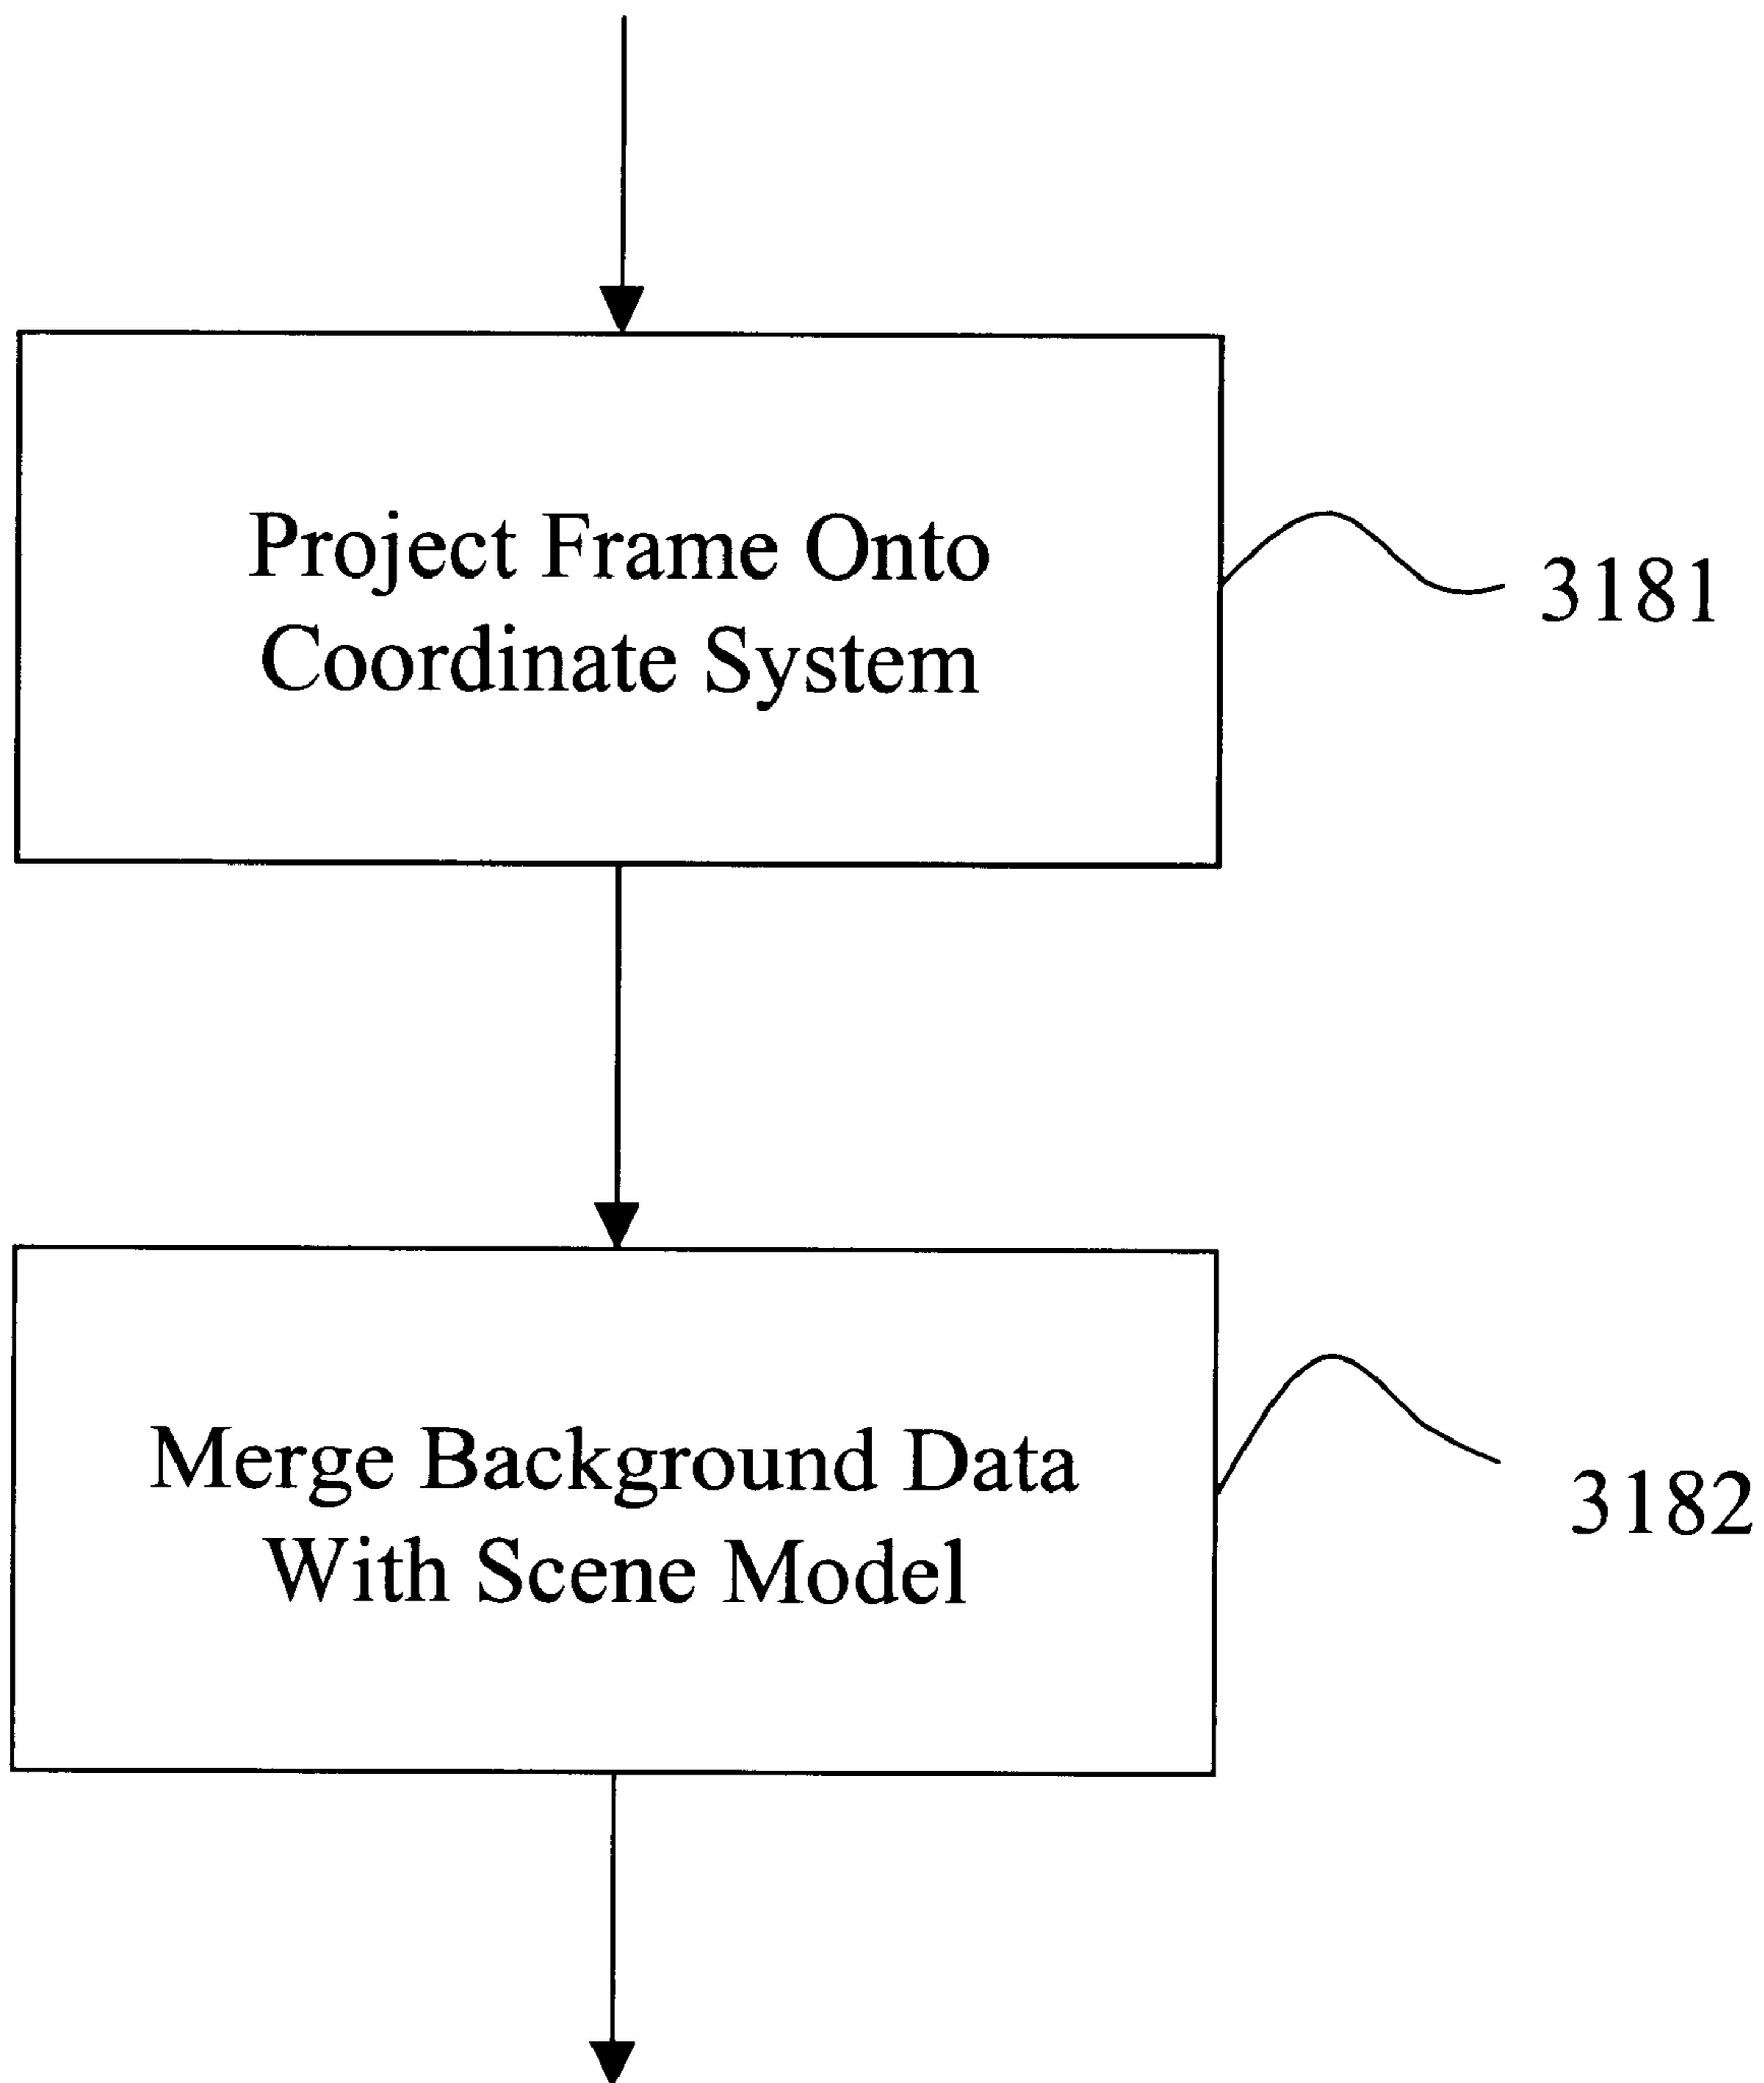 Project Frame Onto
Coordinate System
3181
Merge Background Data
With Scene Model
3182